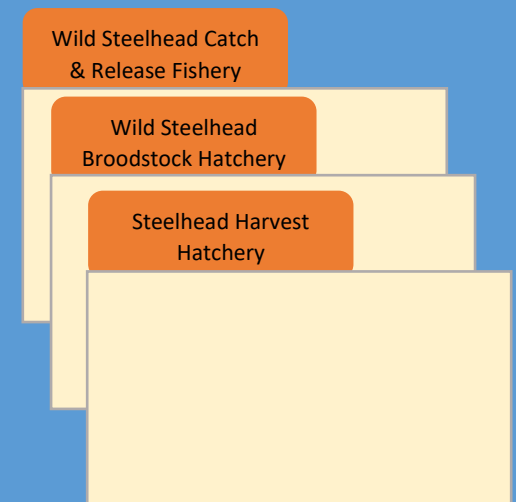 Wild Steelhead Catch
& Release Fishery
Wild Steelhead
Broodstock Hatchery
Steelhead Harvest
Hatchery